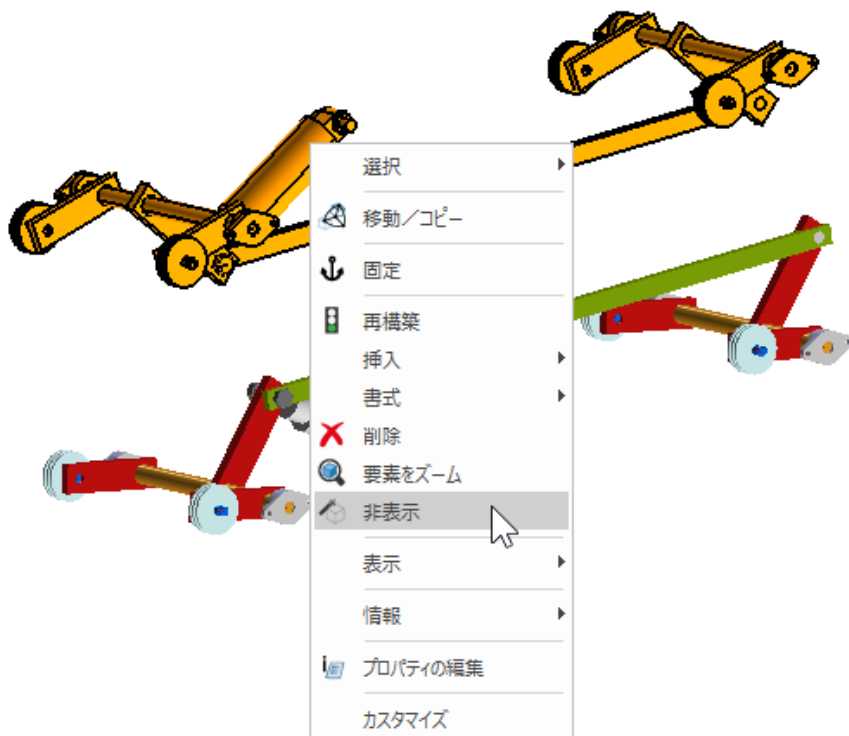 選択
移動／コピー
固定
再構築
挿入
書式
削除
要素をズーム
非表示
表示
情報
プロパティの編集
カスタマイズ